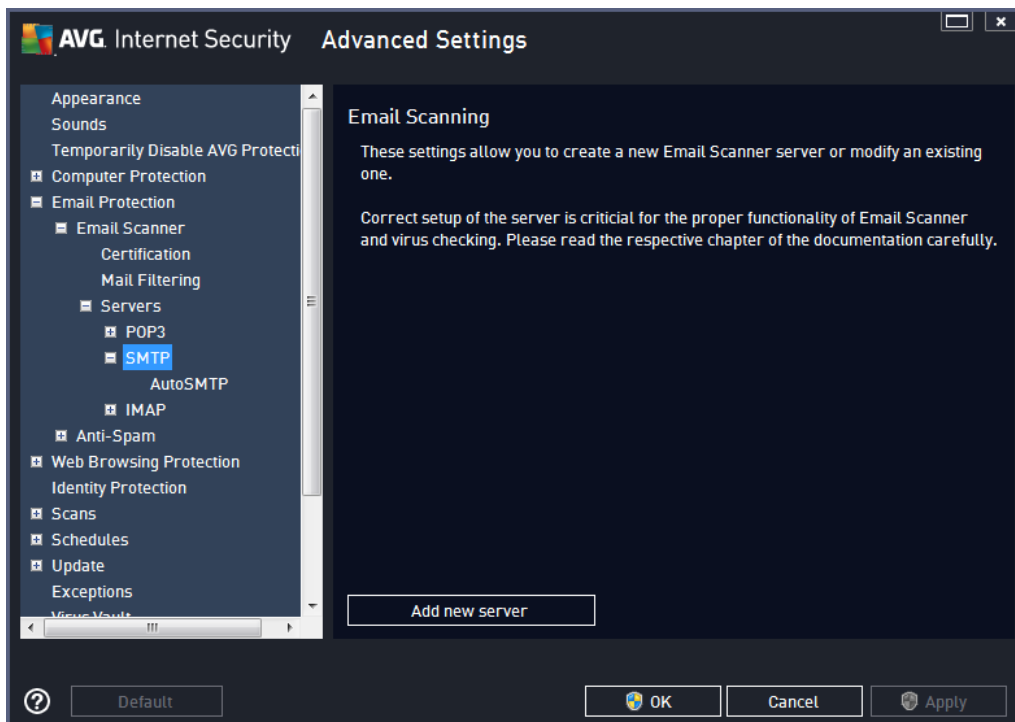 AVG. Internet Security Advanced Settings
Appearance
Sounds
Temporarily Disable AVG Protecti
Computer Protection
Email Protection
Email Scanner
Certification
Mail Filtering
Servers
POP3
SMTP
AutoSMTP
IMAP
Anti-Spam
Web Browsing Protection
Identity Protection
Scans
Schedules
Update
Exceptions
Virus Vault
Email Scanning
These settings allow you to create a new Email Scanner server or modify an existing
one.
Correct setup of the server is criticial for the proper functionality of Email Scanner
and virus checking. Please read the respective chapter of the documentation carefully.
Add new server
Default
OK
Cancel
Apply